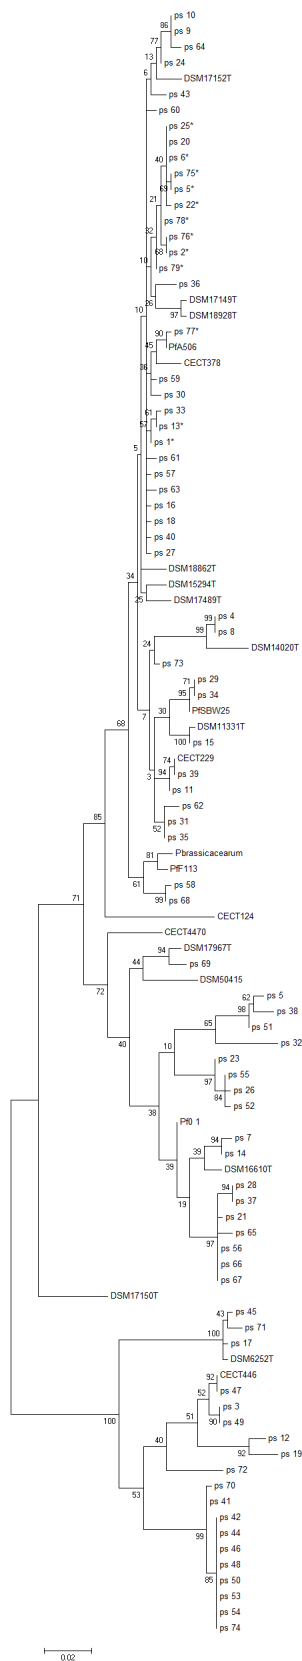 ps 10
86
ps 9
77
ps 64
13
ps 24
6
DSM17152T
ps 43
ps 60
ps 25*
ps 20
40
ps 6*
ps 75*
69
ps 5*
21
ps 22*
ps 78*
32
ps 76*
68
ps 2*
10
ps 79*
ps 36
26
DSM17149T
10
97
DSM18928T
90
ps 77*
45
PfA506
36
CECT378
ps 59
ps 30
61
ps 33
57
ps 13*
ps 1*
5
ps 61
ps 57
ps 63
ps 16
ps 18
ps 40
ps 27
DSM18862T
34
DSM15294T
25
DSM17489T
99
ps 4
99
ps 8
24
DSM14020T
ps 73
71
ps 29
95
ps 34
30
PfSBW25
7
DSM11331T
68
100
ps 15
74
CECT229
3
94
ps 39
ps 11
ps 62
52
ps 31
ps 35
81
Pbrassicacearum
85
61
PfF113
ps 58
99
ps 68
71
CECT124
CECT4470
94
DSM17967T
44
ps 69
72
DSM50415
40
62
ps 5
98
ps 38
65
ps 51
10
ps 32
ps 23
97
ps 55
84
ps 26
38
ps 52
Pf0 1
94
ps 7
39
39
ps 14
DSM16610T
19
94
ps 28
ps 37
ps 21
ps 65
97
ps 56
ps 66
ps 67
DSM17150T
43
ps 45
100
ps 71
ps 17
DSM6252T
100
92
CECT446
52
ps 47
51
ps 3
90
ps 49
40
ps 12
92
ps 19
53
ps 72
ps 70
ps 41
99
ps 42
ps 44
ps 46
ps 48
85
ps 50
ps 53
ps 54
ps 74
0.02